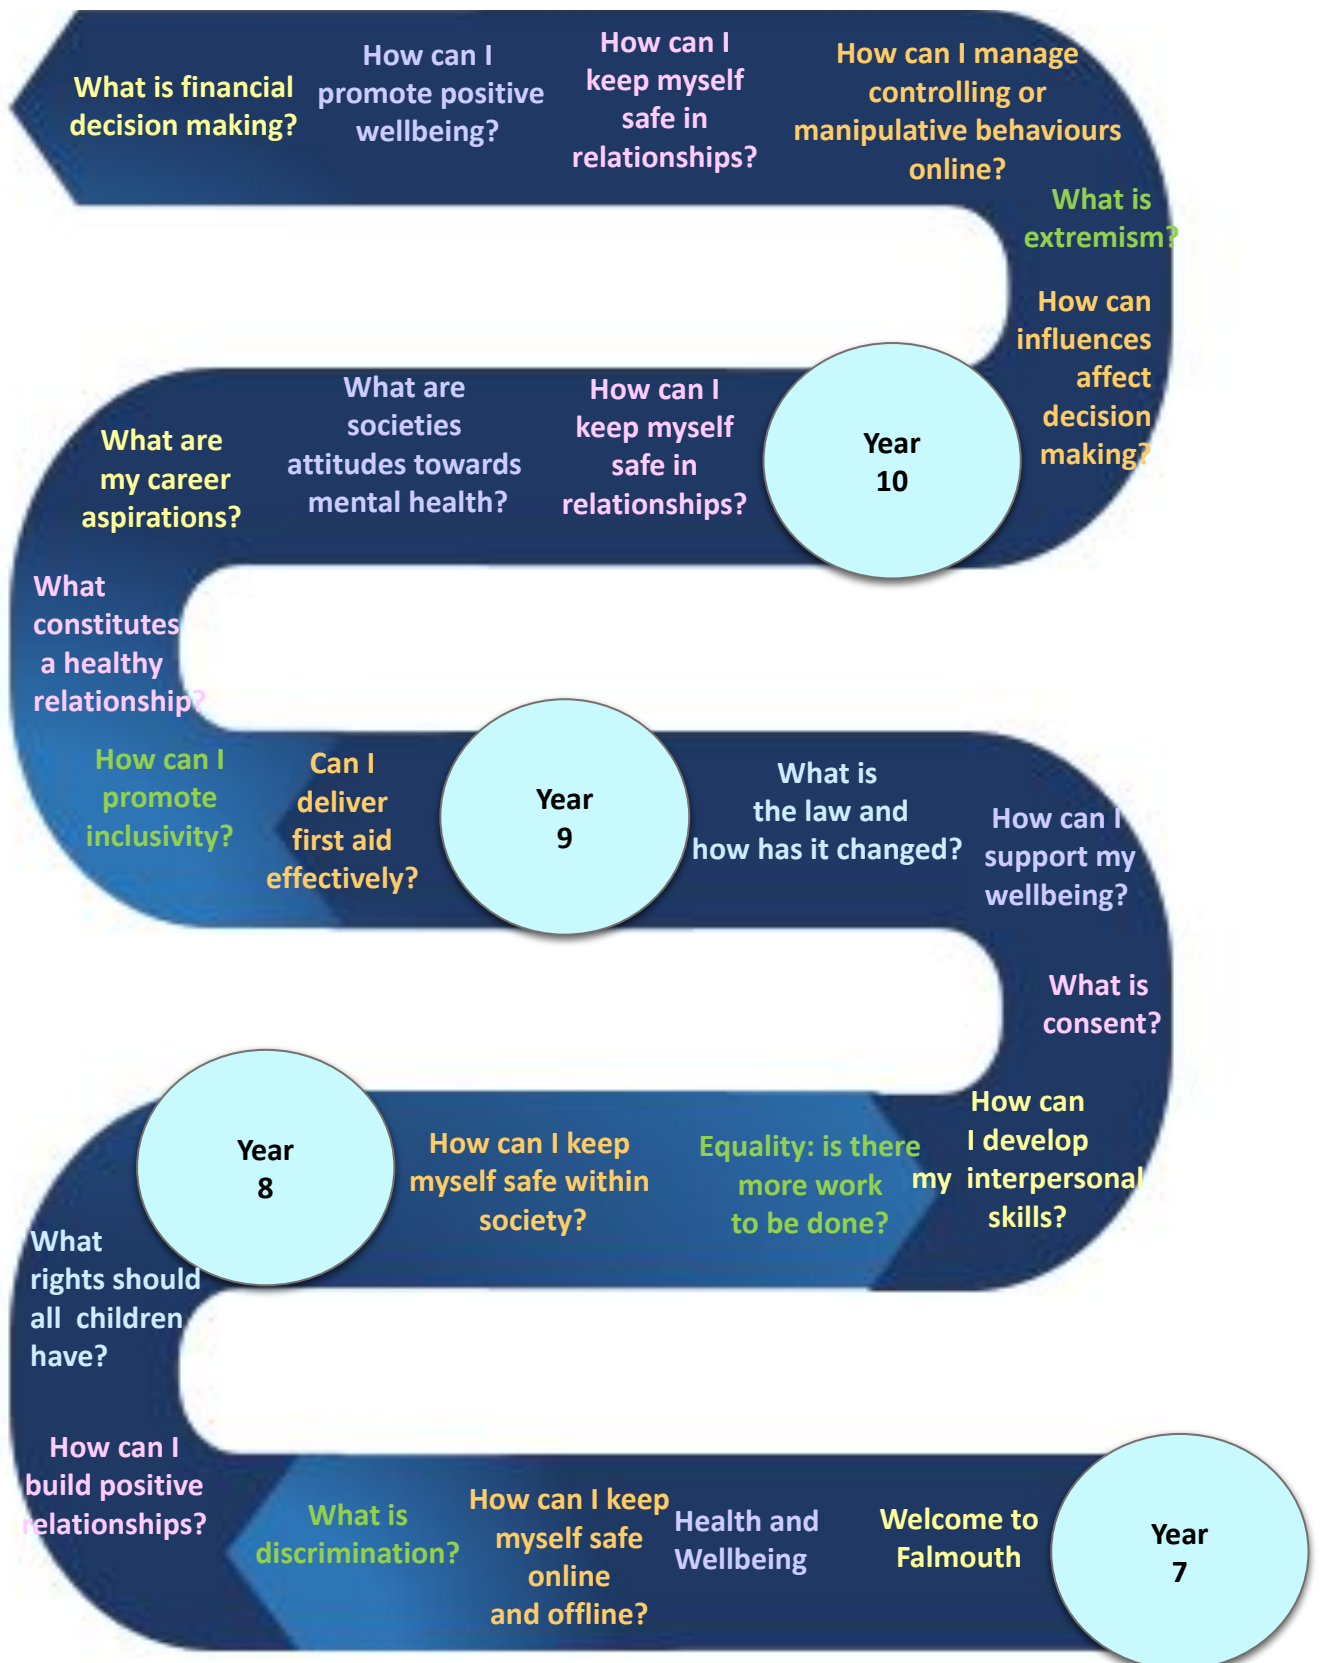 What is financial
decision making?
How can I
promote positive
wellbeing?
How can I
keep myself
safe in
relationships?
How can I manage
controlling or
manipulative behaviours
online?
What is
extremism?
How can
influences
affect
decision
making?
Year
10
How can I
keep myself
safe in
relationships?
What are
societies
attitudes towards
mental health?
What are
my career
aspirations?
What
constitutes
a healthy
relationship?
How can I
promote
inclusivity?
Can I
deliver
first aid
effectively?
Year
9
What is
the law and
how has it changed?
How can I
support my
wellbeing?
What is
consent?
How can
I develop
my interpersonal
skills?
Equality: is there
more work
to be done?
How can I keep
myself safe within
society?
Year
8
What
rights should
all children
have?
How can I
build positive
relationships?
What is
discrimination?
How can I keep
myself safe
online
and offline?
Health and
Wellbeing
Welcome to
Falmouth
Year
7